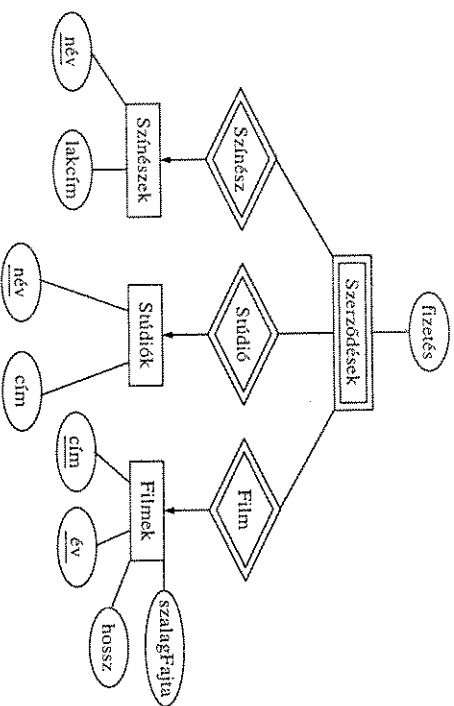 fizetés
Szerződések
Színész
Stúdió
Film
Színészek
Stúdiók
Filmek
név
lakcím
név
cím
cím
év
hossz
szalagFajta